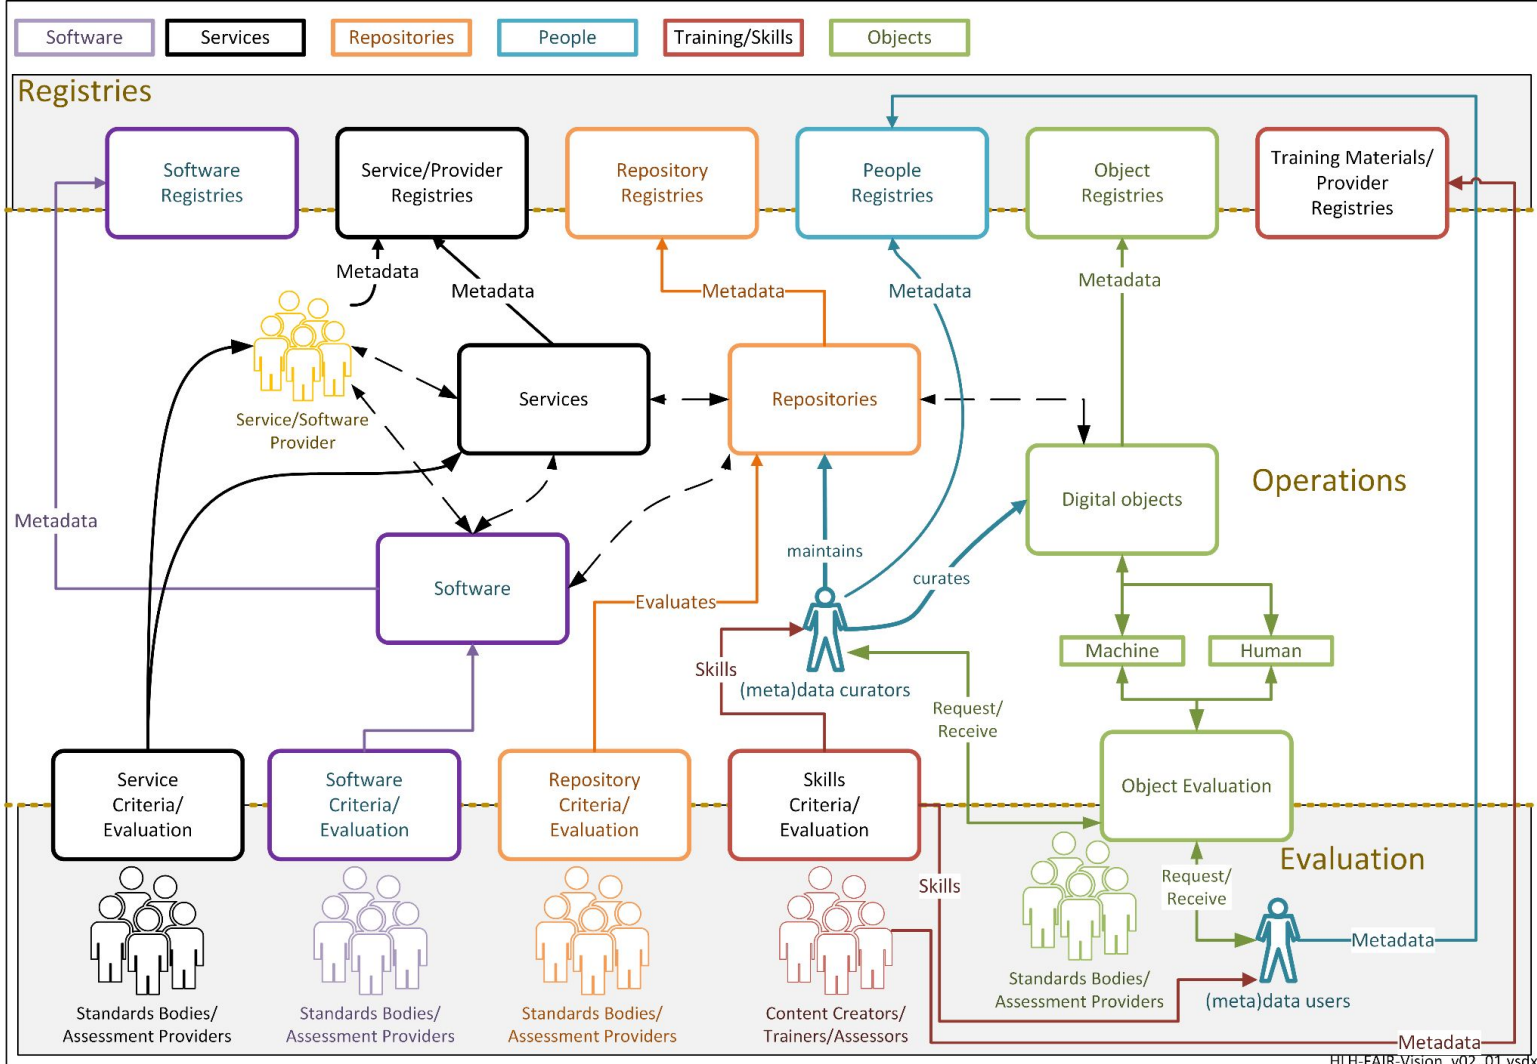 Software
Services
Repositories
People
Training/Skills
Objects
Registries
Software
Registries
Service/Provider
Registries
Repository
Registries
People
Registries
Object
Registries
Training Materials/
Provider
Registries
Metadata
Metadata
Metadata
Metadata
Metadata
Service/Software
Provider
Services
Repositories
Digital objects
Operations
Metadata
Software
maintains
curates
Evaluates
Skills
(meta)data curators
Machine
Human
Request/
Receive
Service
Criteria/
Evaluation
Software
Criteria/
Evaluation
Repository
Criteria/
Evaluation
Skills
Criteria/
Evaluation
Object Evaluation
Evaluation
Skills
Request/
Receive
Metadata
Standards Bodies/
Assessment Providers
Standards Bodies/
Assessment Providers
Standards Bodies/
Assessment Providers
Content Creators/
Trainers/Assessors
Standards Bodies/
Assessment Providers
(meta)data users
Metadata
HLH-FAIR-Vision_v02_01.vsdx